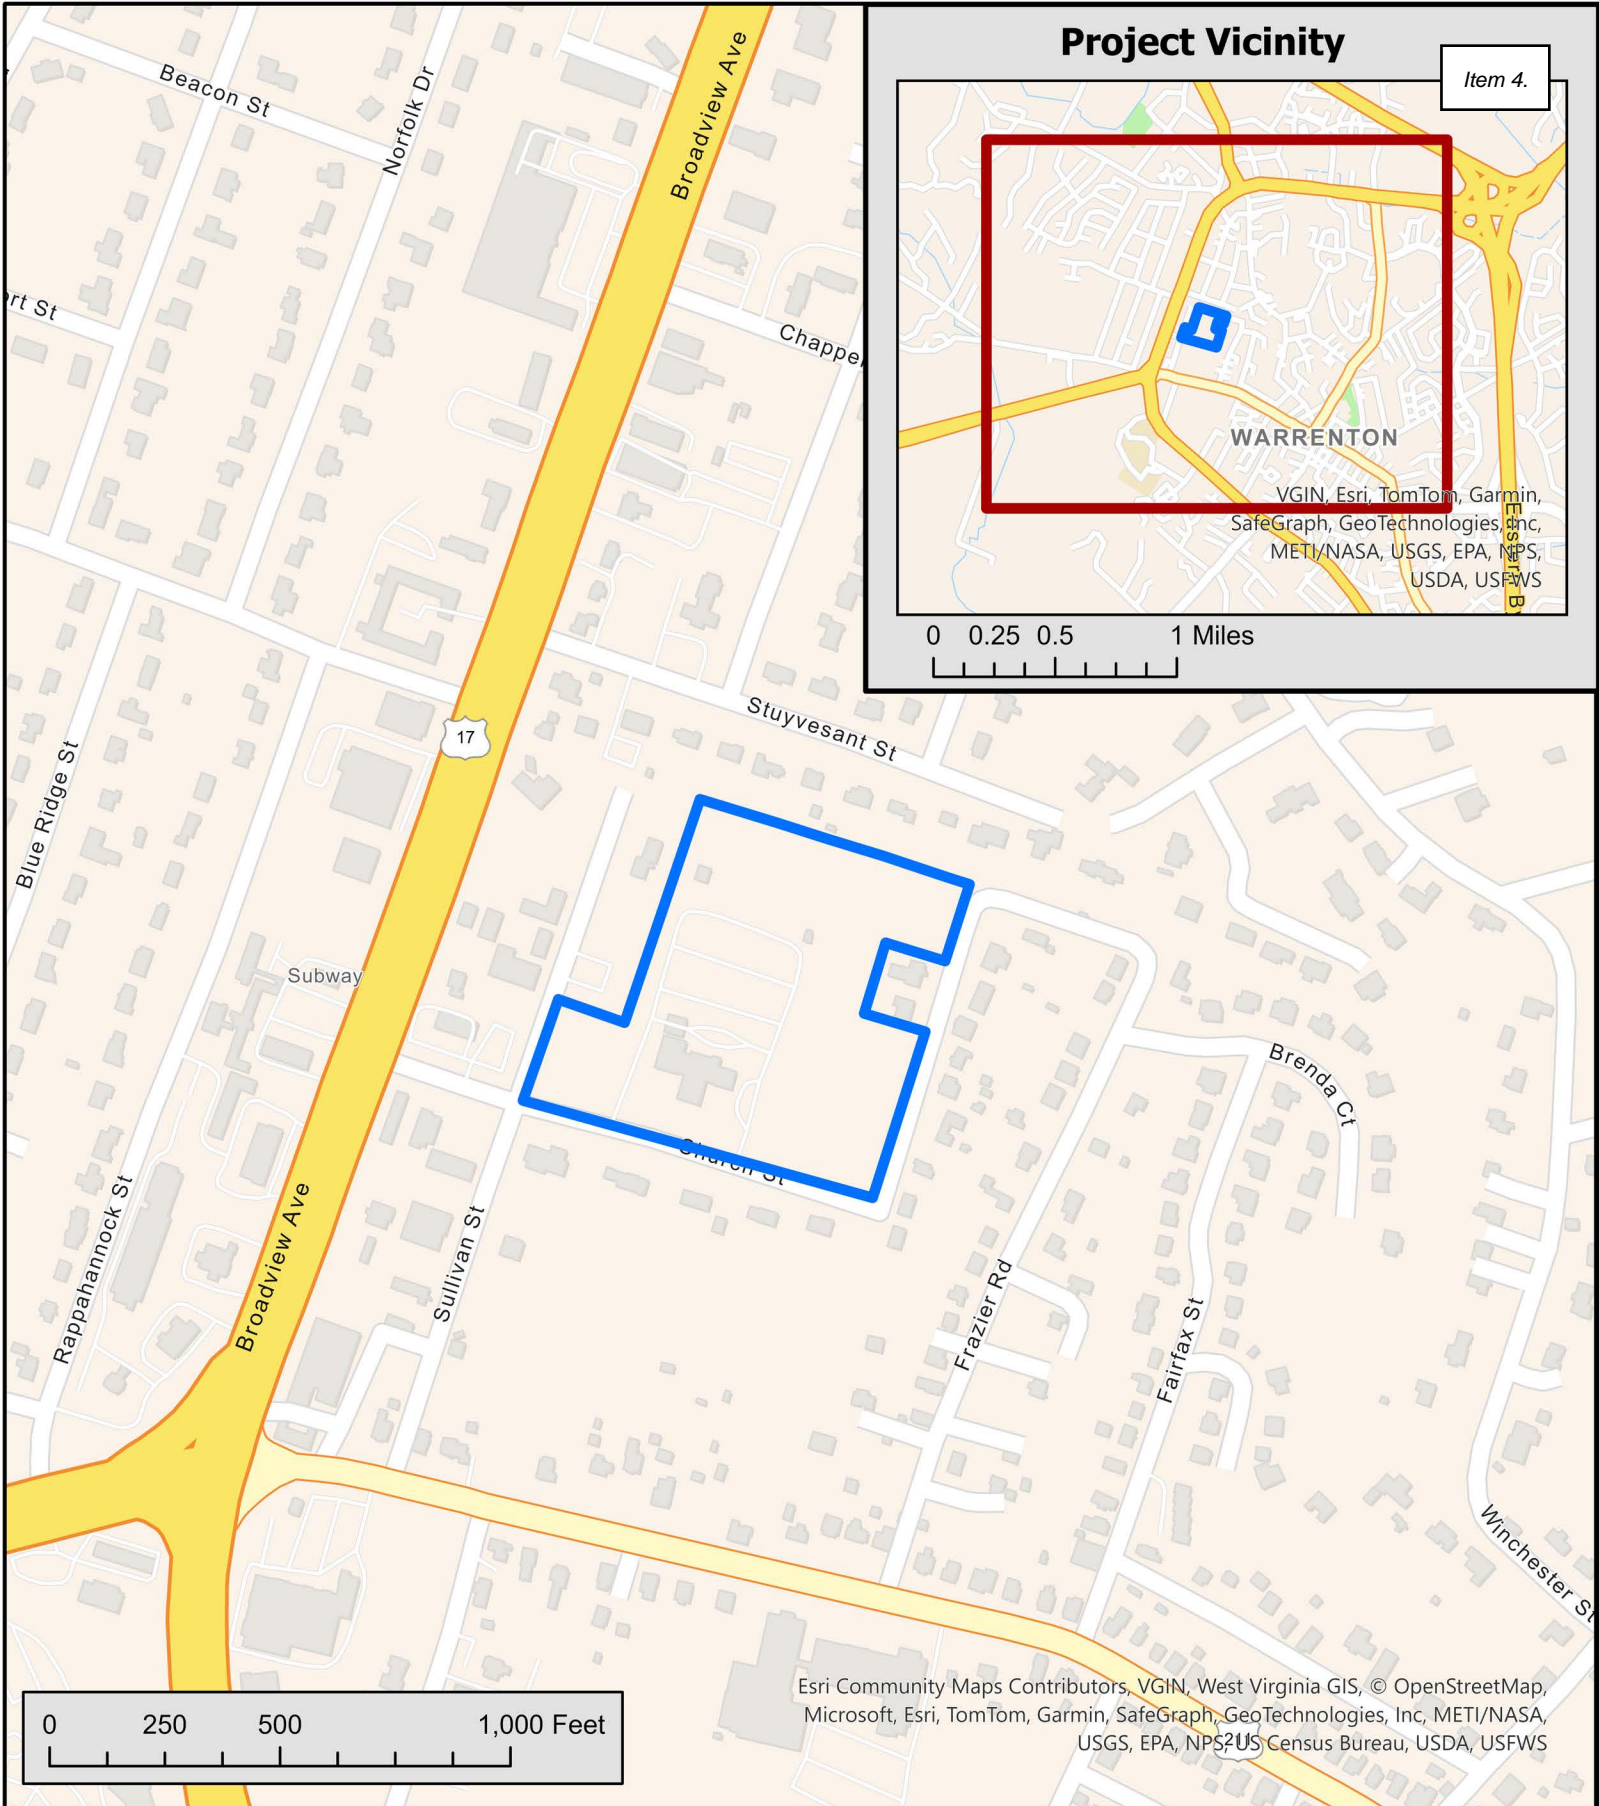 Project Vicinity
Item 4.
WARRENTON
VGIN, Esri, TomTom, Garmin,
SafeGraph, GeoTechnologies, Inc,
METI/NASA, USGS, EPA, NPS,
USDA, USFWS
0 0.25 0.5 1 Miles
Beacon St
Norfolk Dr
Broadview Ave
rt St
Chappel
Stuyvesant St
17
Blue Ridge St
Subway
Brenda Ct
Church St
Rappahannock St
Broadview Ave
Sullivan St
Frazier Rd
Fairfax St
Winchester St
Esri Community Maps Contributors, VGIN, West Virginia GIS, © OpenStreetMap,
Microsoft, Esri, TomTom, Garmin, SafeGraph, GeoTechnologies, Inc, METI/NASA,
USGS, EPA, NPS, US Census Bureau, USDA, USFWS
211
0 250 500 1,000 Feet